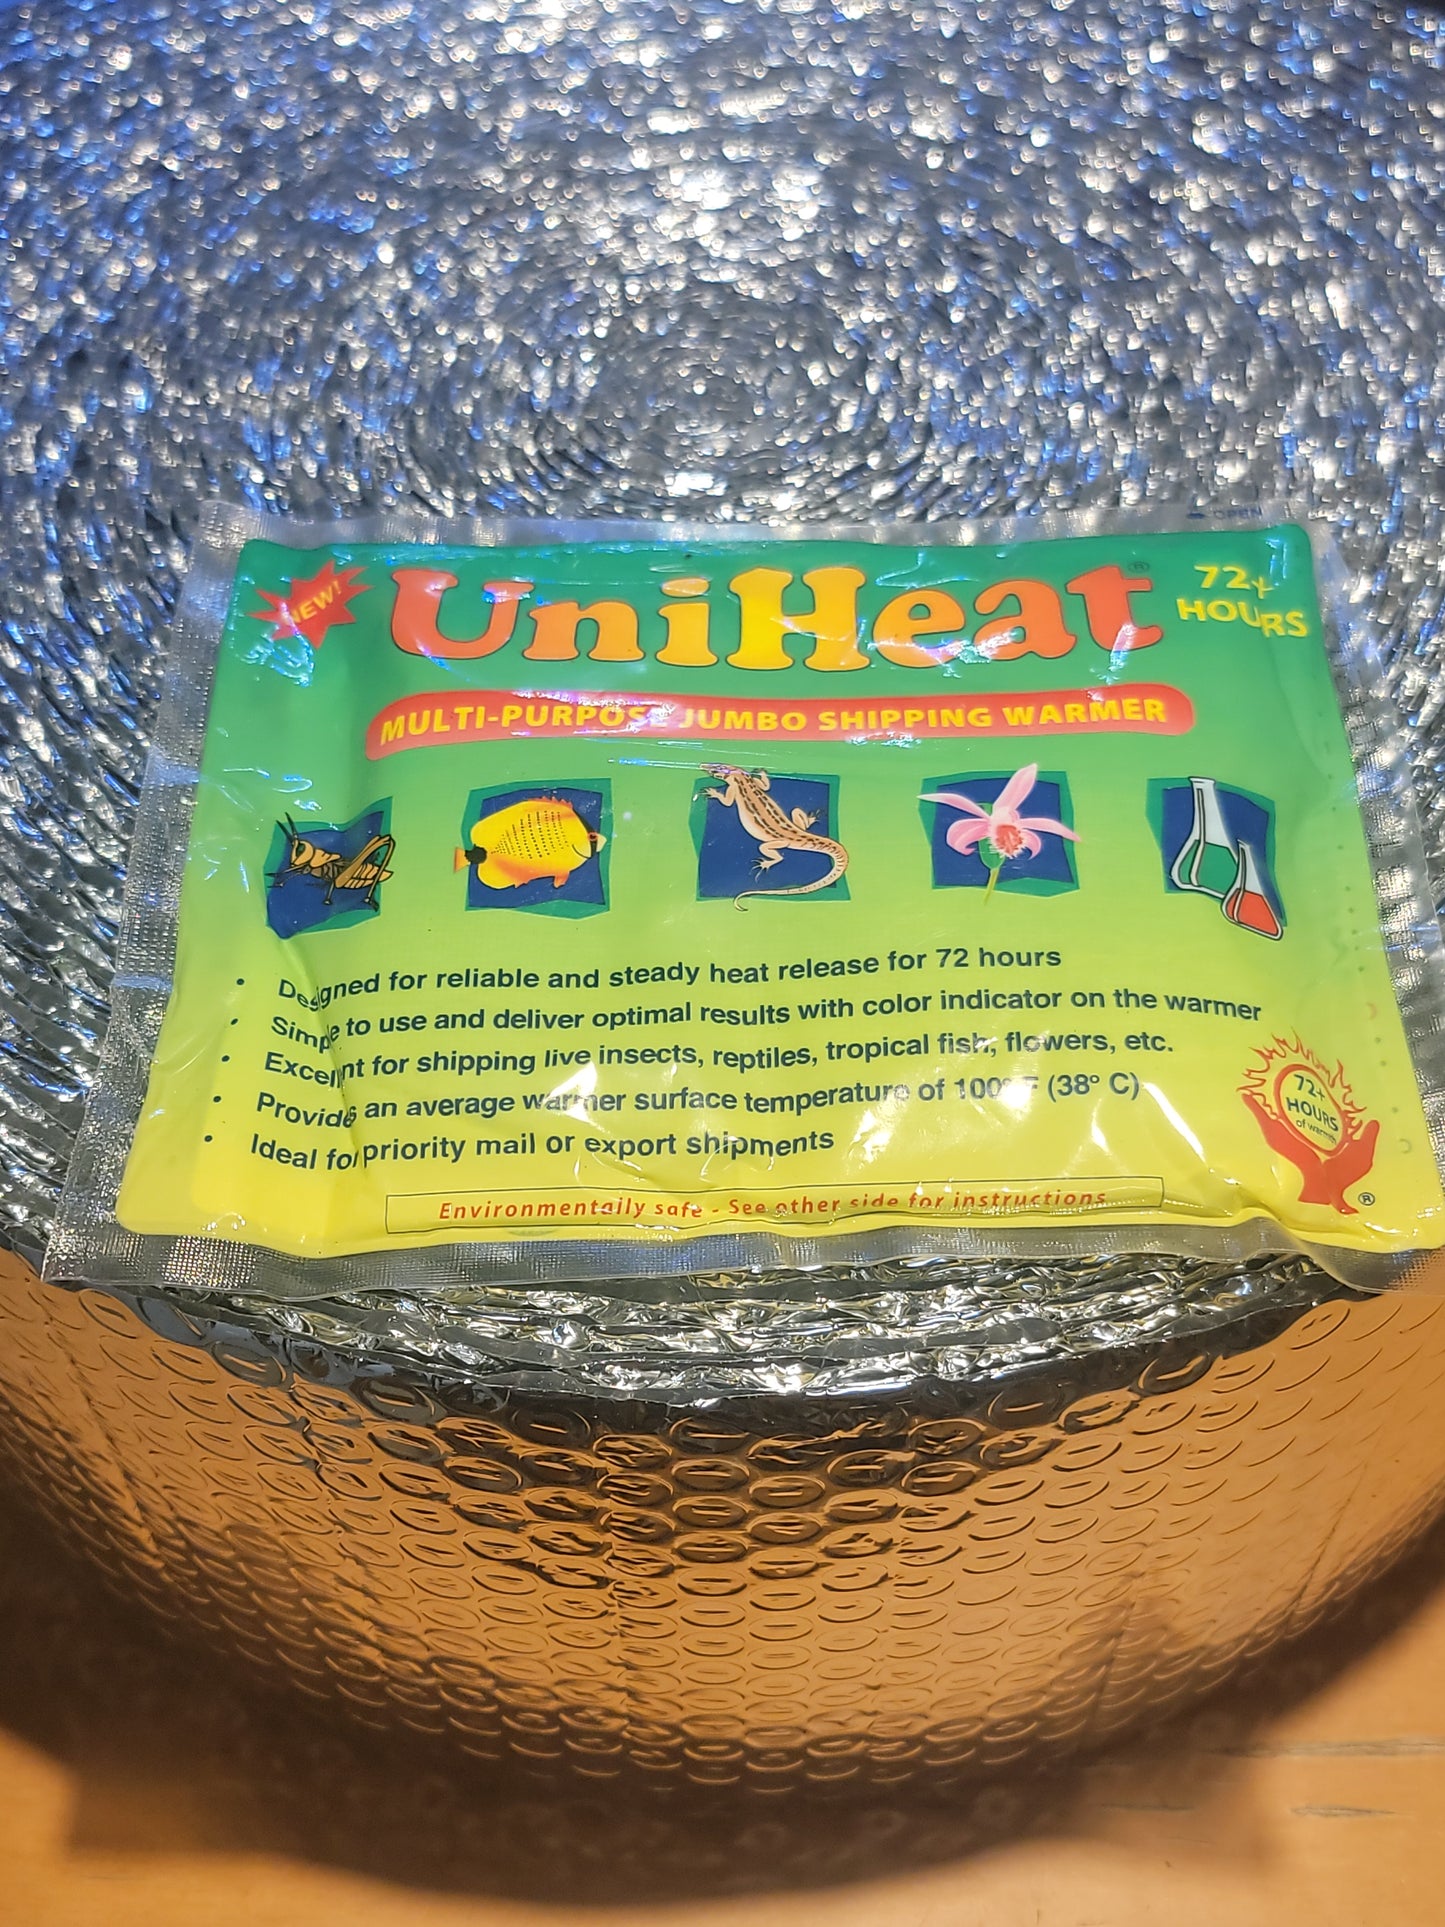 OPEN
NEW!
UniHeat®
72+
HOURS
MULTI-PURPOSE JUMBO SHIPPING WARMER
• Designed for reliable and steady heat release for 72 hours
• Simple to use and deliver optimal results with color indicator on the warmer
• Excellent for shipping live insects, reptiles, tropical fish, flowers, etc.
• Provides an average warmer surface temperature of 100° F (38° C)
• Ideal for priority mail or export shipments
72+
HOURS
of warmth
®
Environmentally safe - See other side for instructions